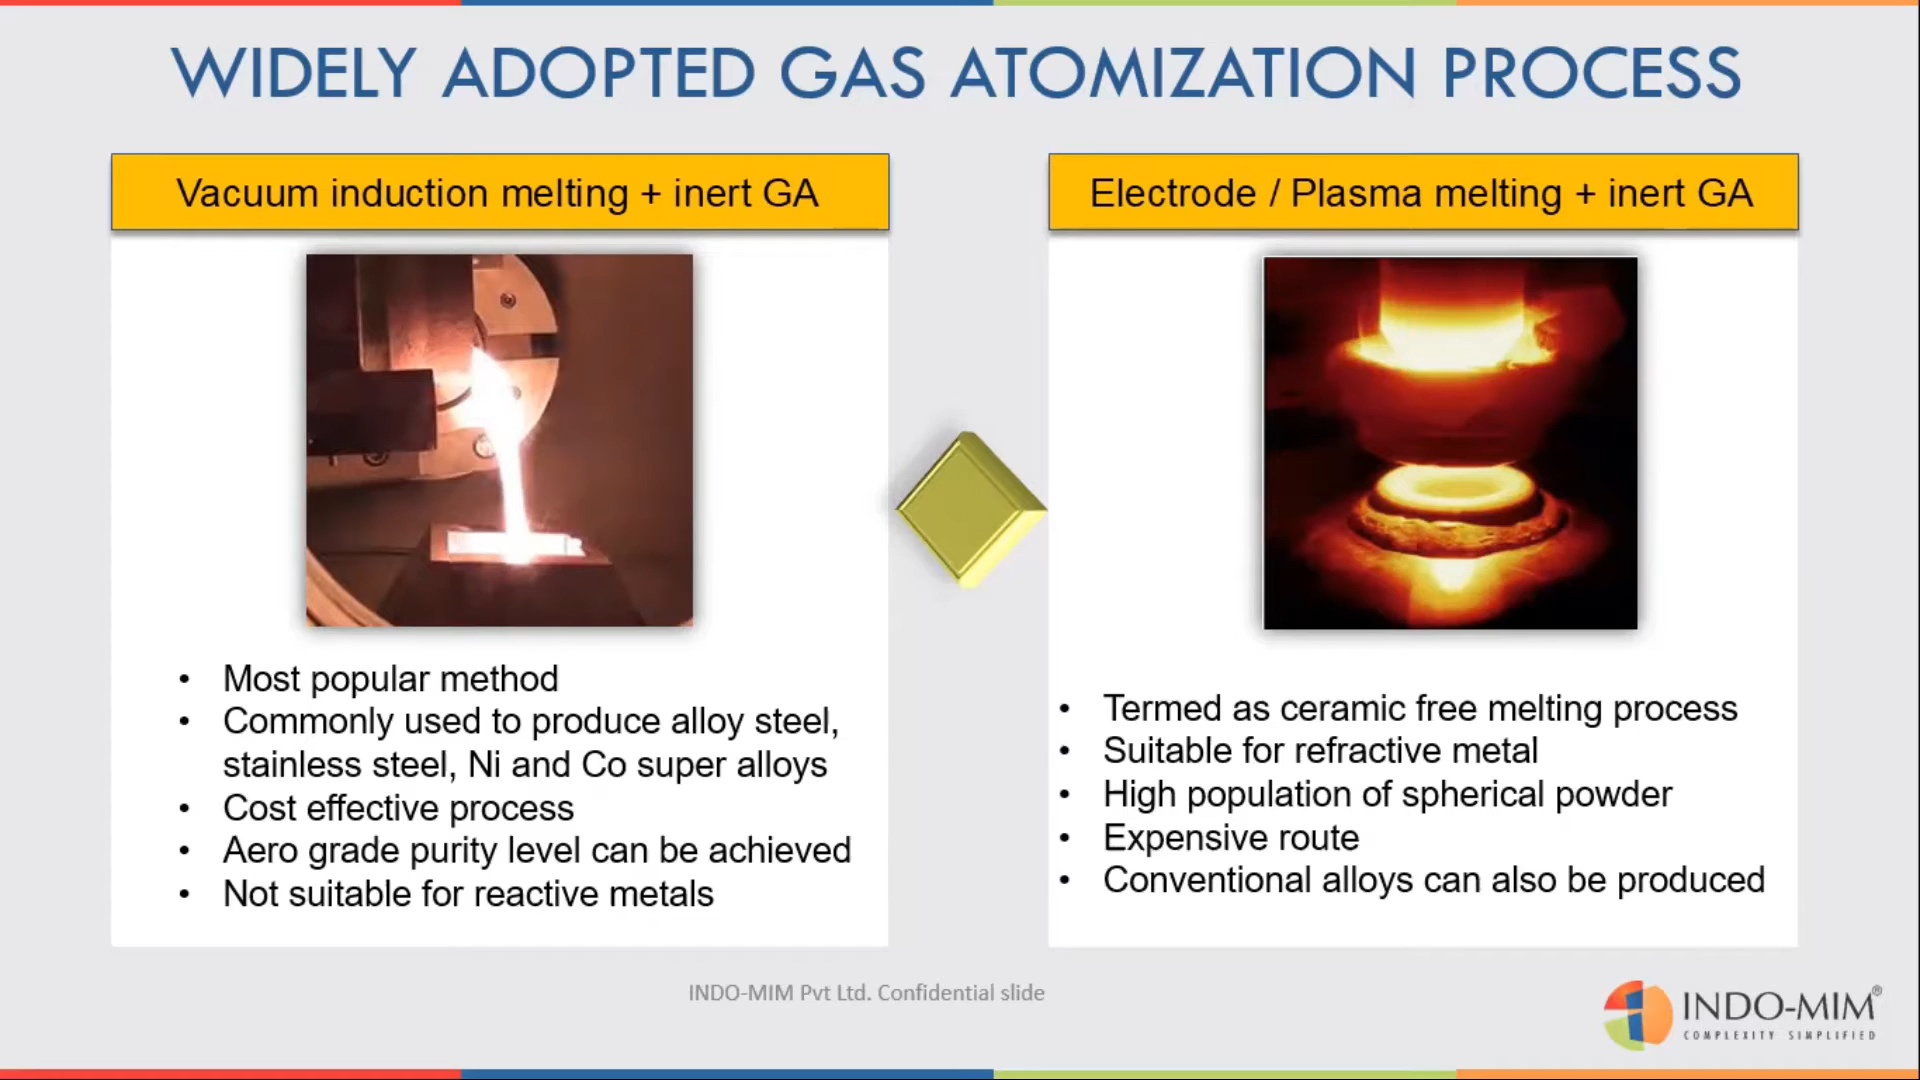 WIDELY ADOPTED GAS ATOMIZATION PROCESS
Vacuum induction melting + inert GA
• Most popular method
• Commonly used to produce alloy steel,
stainless steel, Ni and Co super alloys
• Cost effective process
• Aero grade purity level can be achieved
• Not suitable for reactive metals
Electrode / Plasma melting + inert GA
• Termed as ceramic free melting process
• Suitable for refractive metal
• High population of spherical powder
• Expensive route
• Conventional alloys can also be produced
INDO-MIM Pvt Ltd. Confidential slide
INDO-MIM®
COMPLEXITY SIMPLIFIED